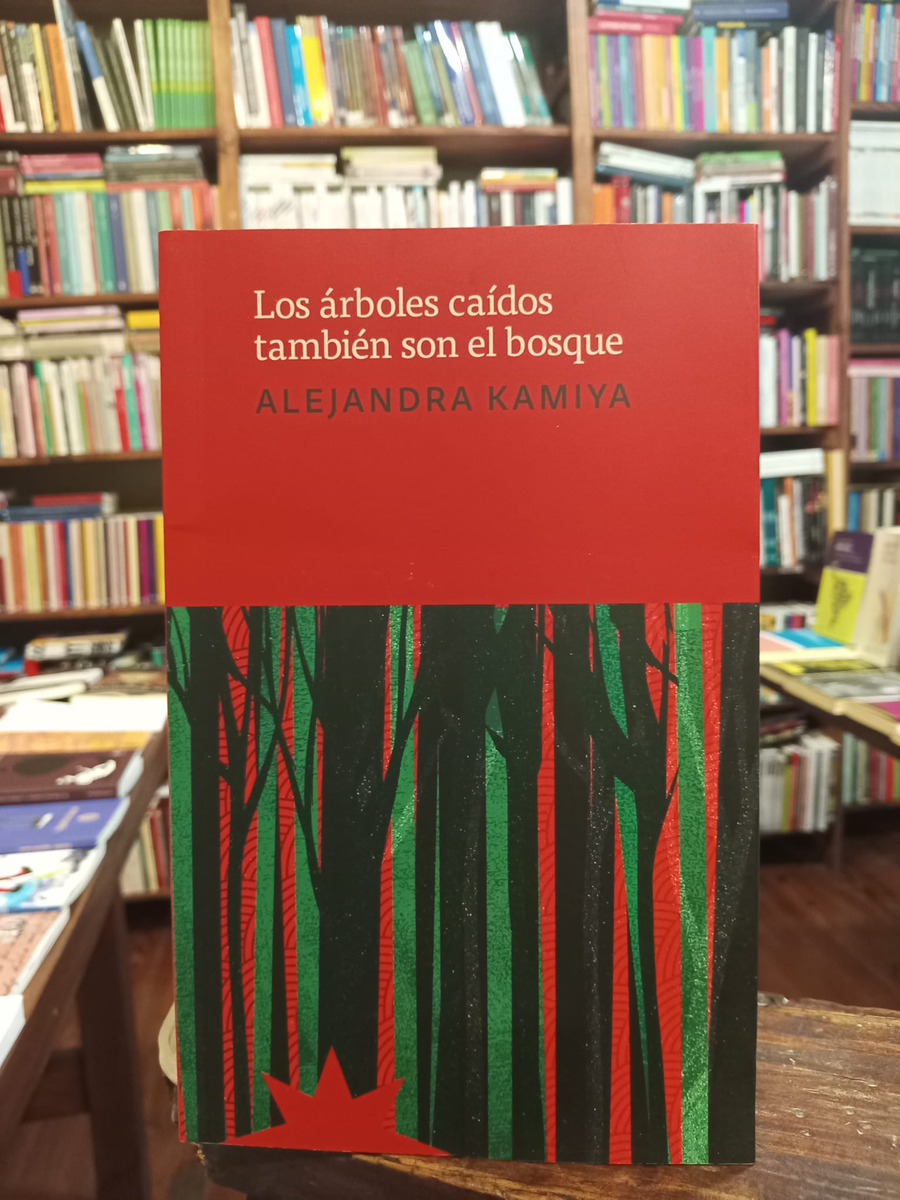 Los árboles caídos
también son el bosque
ALEJANDRA KAMIYA